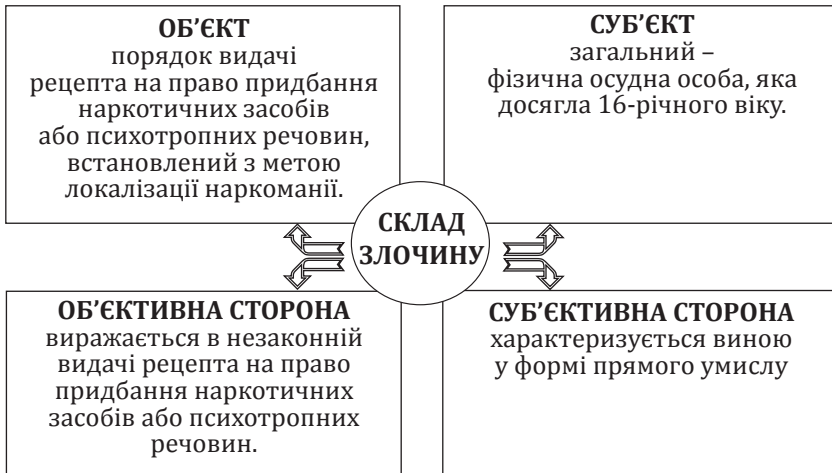 ОБ’ЄКТ
порядок видачі
рецепта на право придбання
наркотичних засобів
або психотропних речовин,
встановлений з метою
локалізації наркоманії.
СУБ’ЄКТ
загальний –
фізична осудна особа, яка
досягла 16-річного віку.
СКЛАД
ЗЛОЧИНУ
ОБ’ЄКТИВНА СТОРОНА
виражається в незаконній
видачі рецепта на право
придбання наркотичних
засобів або психотропних
речовин.
СУБ’ЄКТИВНА СТОРОНА
характеризується виною
у формі прямого умислу